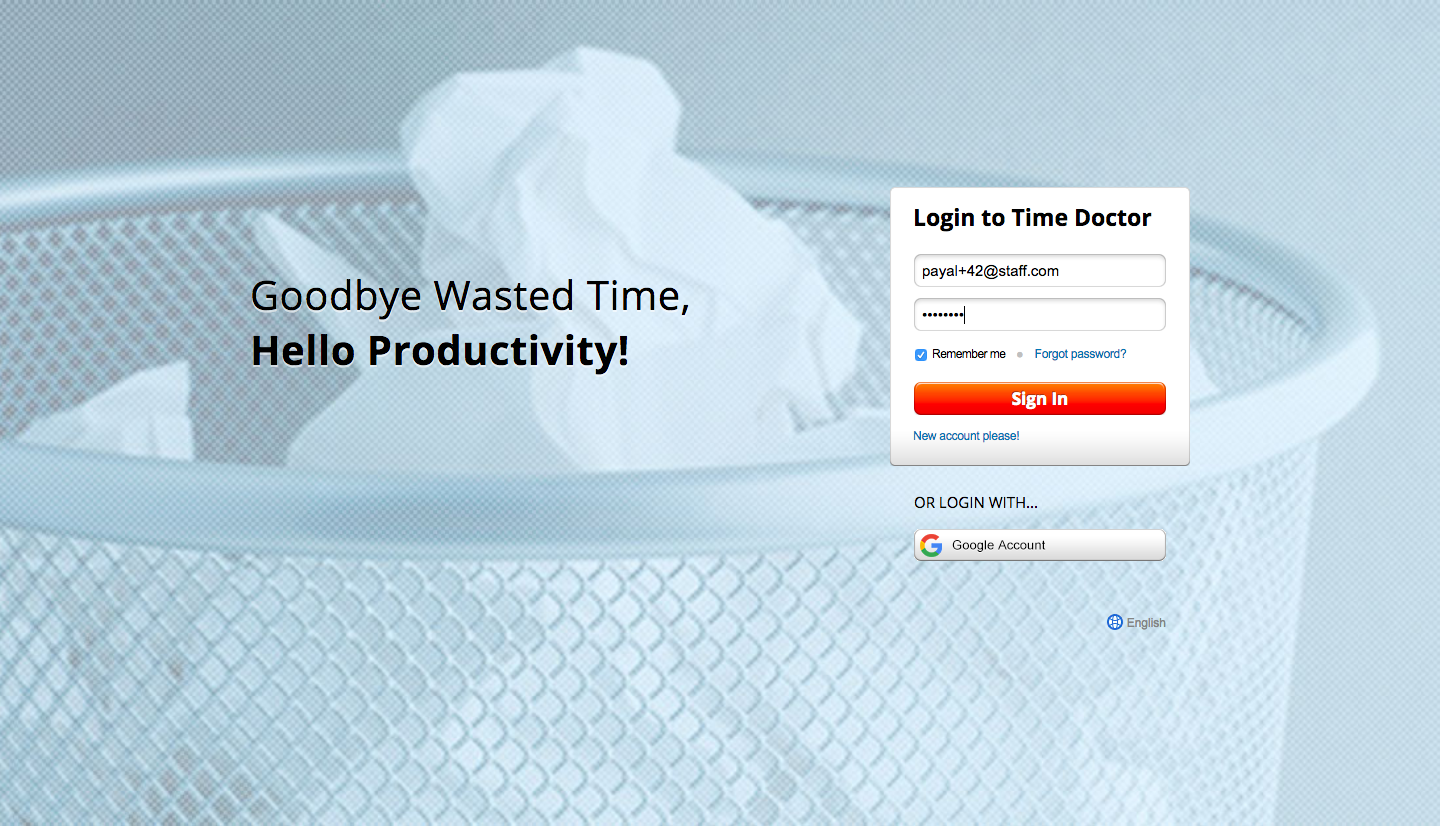 Goodbye Wasted Time,
Hello Productivity!
Login to Time Doctor
payal+42@staff.com
••••••••
Remember me • Forgot password?
Sign In
New account please!
OR LOGIN WITH...
Google Account
English